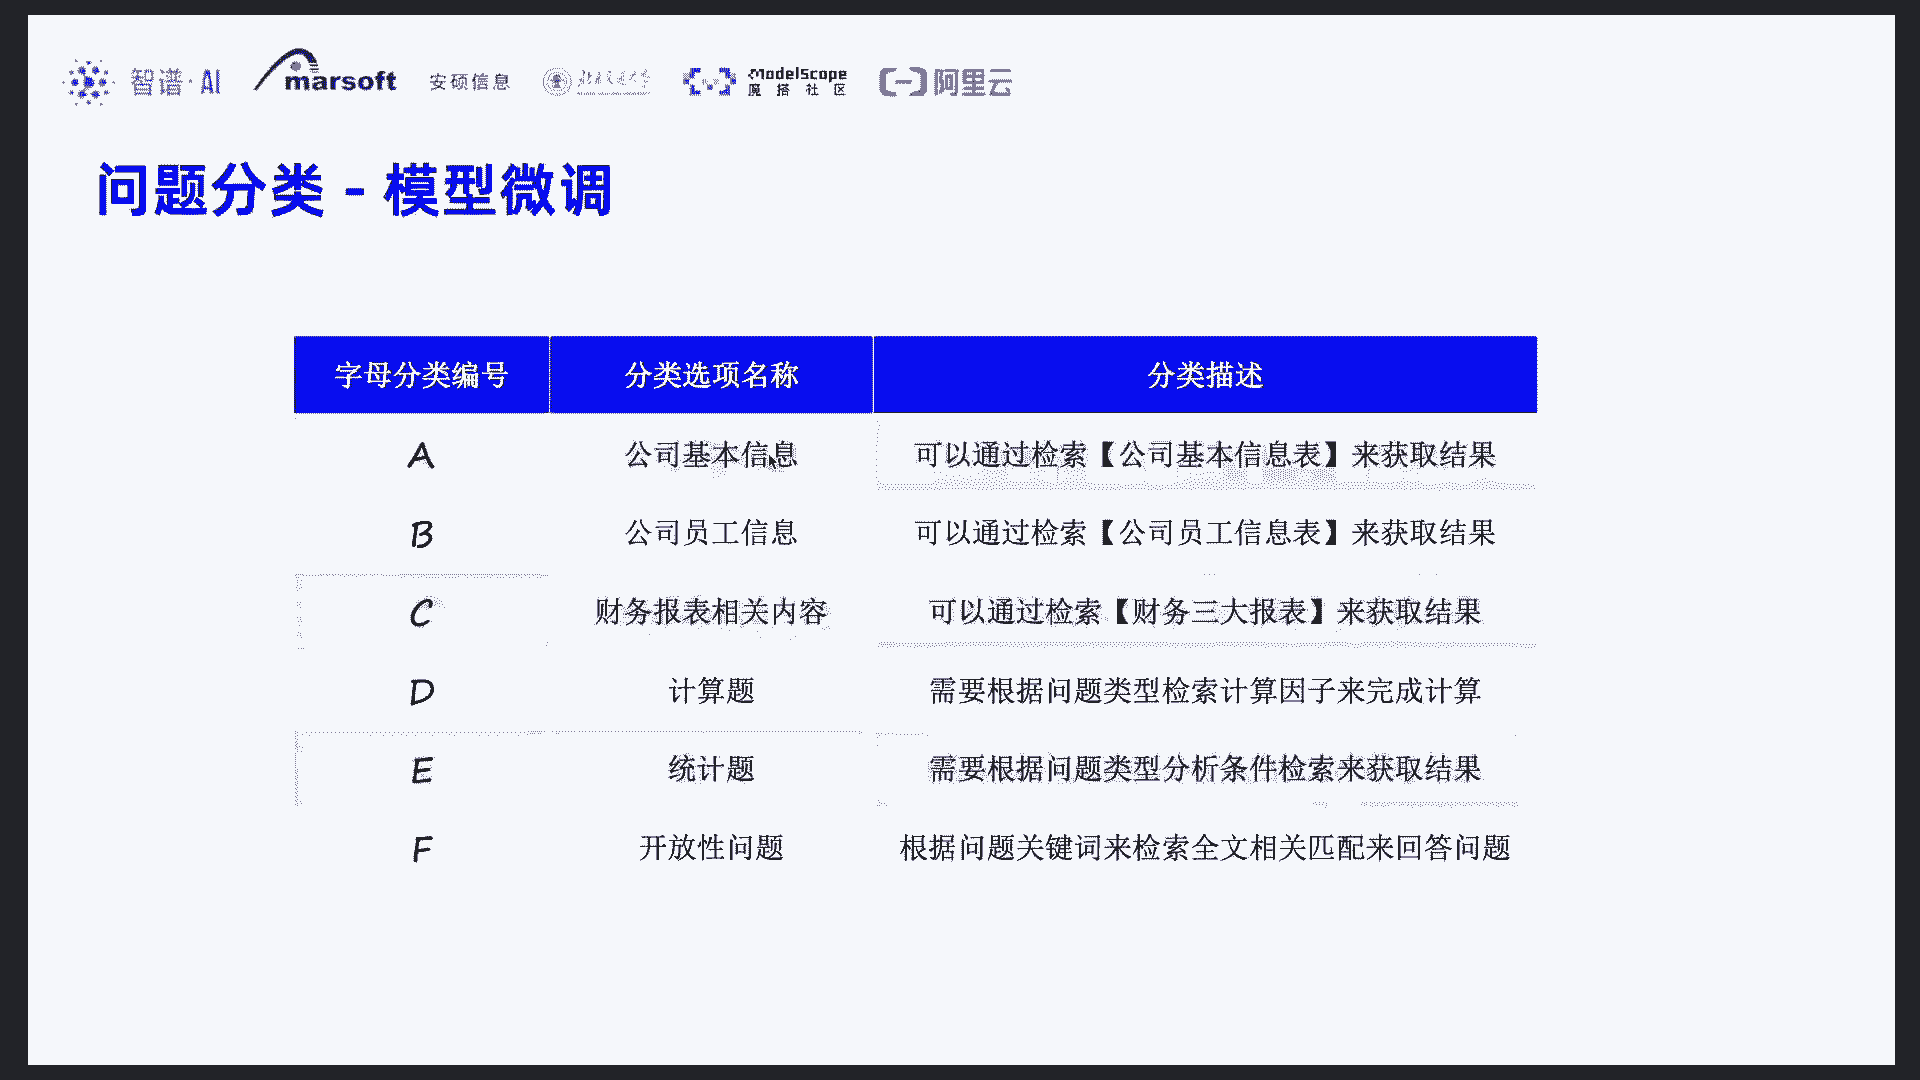 智谱·AI marsoft 安硕信息 ModelScope 阿里云
魔搭社区
问题分类 - 模型微调
字母分类编号 分类选项名称 分类描述
A 公司基本信息 可以通过检索【公司基本信息表】来获取结果
B 公司员工信息 可以通过检索【公司员工信息表】来获取结果
C 财务报表相关内容 可以通过检索【财务三大报表】来获取结果
D 计算题 需要根据问题类型检索计算因子来完成计算
E 统计题 需要根据问题类型分析条件检索来获取结果
F 开放性问题 根据问题关键词来检索全文相关匹配来回答问题